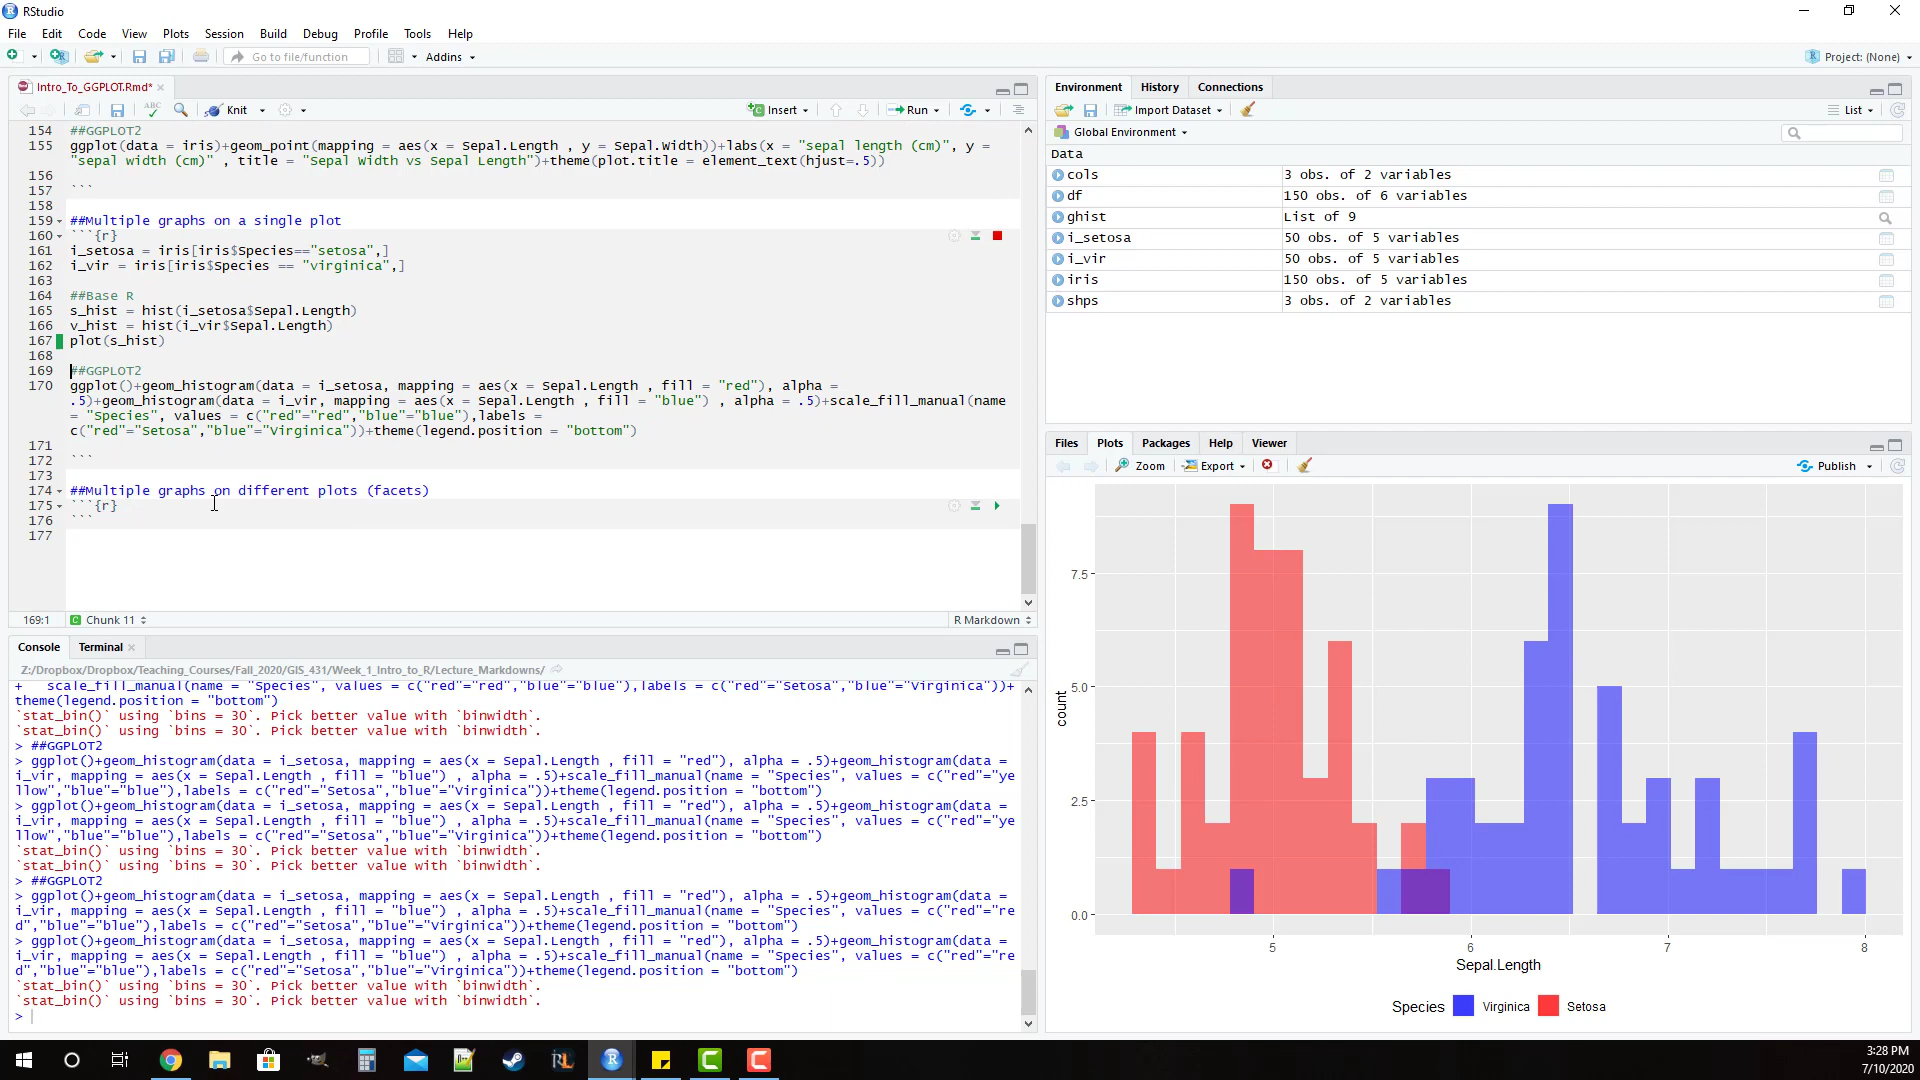 RStudio
File Edit Code View Plots Session Build Debug Profile Tools Help
Go to file/function Addins Project: (None)
Intro_To_GGPLOT.Rmd*
ABC Knit Insert Run
154 ##GGPLOT2
155 ggplot(data = iris)+geom_point(mapping = aes(x = Sepal.Length , y = Sepal.Width))+labs(x = "sepal length (cm)", y =
"sepal width (cm)" , title = "Sepal Width vs Sepal Length")+theme(plot.title = element_text(hjust=.5))
156
157 ```
158
159 ##Multiple graphs on a single plot
160 ```{r}
161 i_setosa = iris[iris$Species=="setosa",]
162 i_vir = iris[iris$Species == "virginica",]
163
164 ##Base R
165 s_hist = hist(i_setosa$Sepal.Length)
166 v_hist = hist(i_vir$Sepal.Length)
167 plot(s_hist)
168
169 ##GGPLOT2
170 ggplot()+geom_histogram(data = i_setosa, mapping = aes(x = Sepal.Length , fill = "red"), alpha =
.5)+geom_histogram(data = i_vir, mapping = aes(x = Sepal.Length , fill = "blue") , alpha = .5)+scale_fill_manual(name
= "Species", values = c("red"="red","blue"="blue"),labels =
c("red"="Setosa","blue"="Virginica"))+theme(legend.position = "bottom")
171
172 ```
173
174 ##Multiple graphs on different plots (facets)
175 ```{r}
176 ```
177
169:1 Chunk 11 R Markdown
Console Terminal
Z:/Dropbox/Dropbox/Teaching_Courses/Fall_2020/GIS_431/Week_1_Intro_to_R/Lecture_Markdowns/
+ scale_fill_manual(name = "Species", values = c("red"="red","blue"="blue"),labels = c("red"="Setosa","blue"="Virginica"))+
theme(legend.position = "bottom")
`stat_bin()` using `bins = 30`. Pick better value with `binwidth`.
`stat_bin()` using `bins = 30`. Pick better value with `binwidth`.
> ##GGPLOT2
> ggplot()+geom_histogram(data = i_setosa, mapping = aes(x = Sepal.Length , fill = "red"), alpha = .5)+geom_histogram(data =
i_vir, mapping = aes(x = Sepal.Length , fill = "blue") , alpha = .5)+scale_fill_manual(name = "Species", values = c("red"="ye
llow","blue"="blue"),labels = c("red"="Setosa","blue"="Virginica"))+theme(legend.position = "bottom")
> ggplot()+geom_histogram(data = i_setosa, mapping = aes(x = Sepal.Length , fill = "red"), alpha = .5)+geom_histogram(data =
i_vir, mapping = aes(x = Sepal.Length , fill = "blue") , alpha = .5)+scale_fill_manual(name = "Species", values = c("red"="ye
llow","blue"="blue"),labels = c("red"="Setosa","blue"="Virginica"))+theme(legend.position = "bottom")
`stat_bin()` using `bins = 30`. Pick better value with `binwidth`.
`stat_bin()` using `bins = 30`. Pick better value with `binwidth`.
> ##GGPLOT2
> ggplot()+geom_histogram(data = i_setosa, mapping = aes(x = Sepal.Length , fill = "red"), alpha = .5)+geom_histogram(data =
i_vir, mapping = aes(x = Sepal.Length , fill = "blue") , alpha = .5)+scale_fill_manual(name = "Species", values = c("red"="re
d","blue"="blue"),labels = c("red"="Setosa","blue"="Virginica"))+theme(legend.position = "bottom")
> ggplot()+geom_histogram(data = i_setosa, mapping = aes(x = Sepal.Length , fill = "red"), alpha = .5)+geom_histogram(data =
i_vir, mapping = aes(x = Sepal.Length , fill = "blue") , alpha = .5)+scale_fill_manual(name = "Species", values = c("red"="re
d","blue"="blue"),labels = c("red"="Setosa","blue"="Virginica"))+theme(legend.position = "bottom")
`stat_bin()` using `bins = 30`. Pick better value with `binwidth`.
`stat_bin()` using `bins = 30`. Pick better value with `binwidth`.
>
Environment History Connections
Import Dataset List
Global Environment
Data
cols 3 obs. of 2 variables
df 150 obs. of 6 variables
ghist List of 9
i_setosa 50 obs. of 5 variables
i_vir 50 obs. of 5 variables
iris 150 obs. of 5 variables
shps 3 obs. of 2 variables
Files Plots Packages Help Viewer
Zoom Export Publish
7.5
5.0
count
2.5
0.0
5 6 7 8
Sepal.Length
Species Virginica Setosa
3:28 PM
7/10/2020